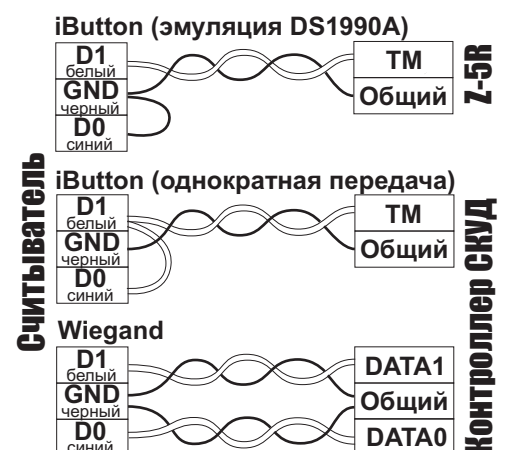 iButton (эмуляция DS1990A)
D1
белый
GND
черный
D0
синий
TM
Общий
Z-5R
Считыватель
iButton (однократная передача)
D1
белый
GND
черный
D0
синий
TM
Общий
Контроллер СКУД
Wiegand
D1
белый
GND
черный
D0
синий
DATA1
Общий
DATA0